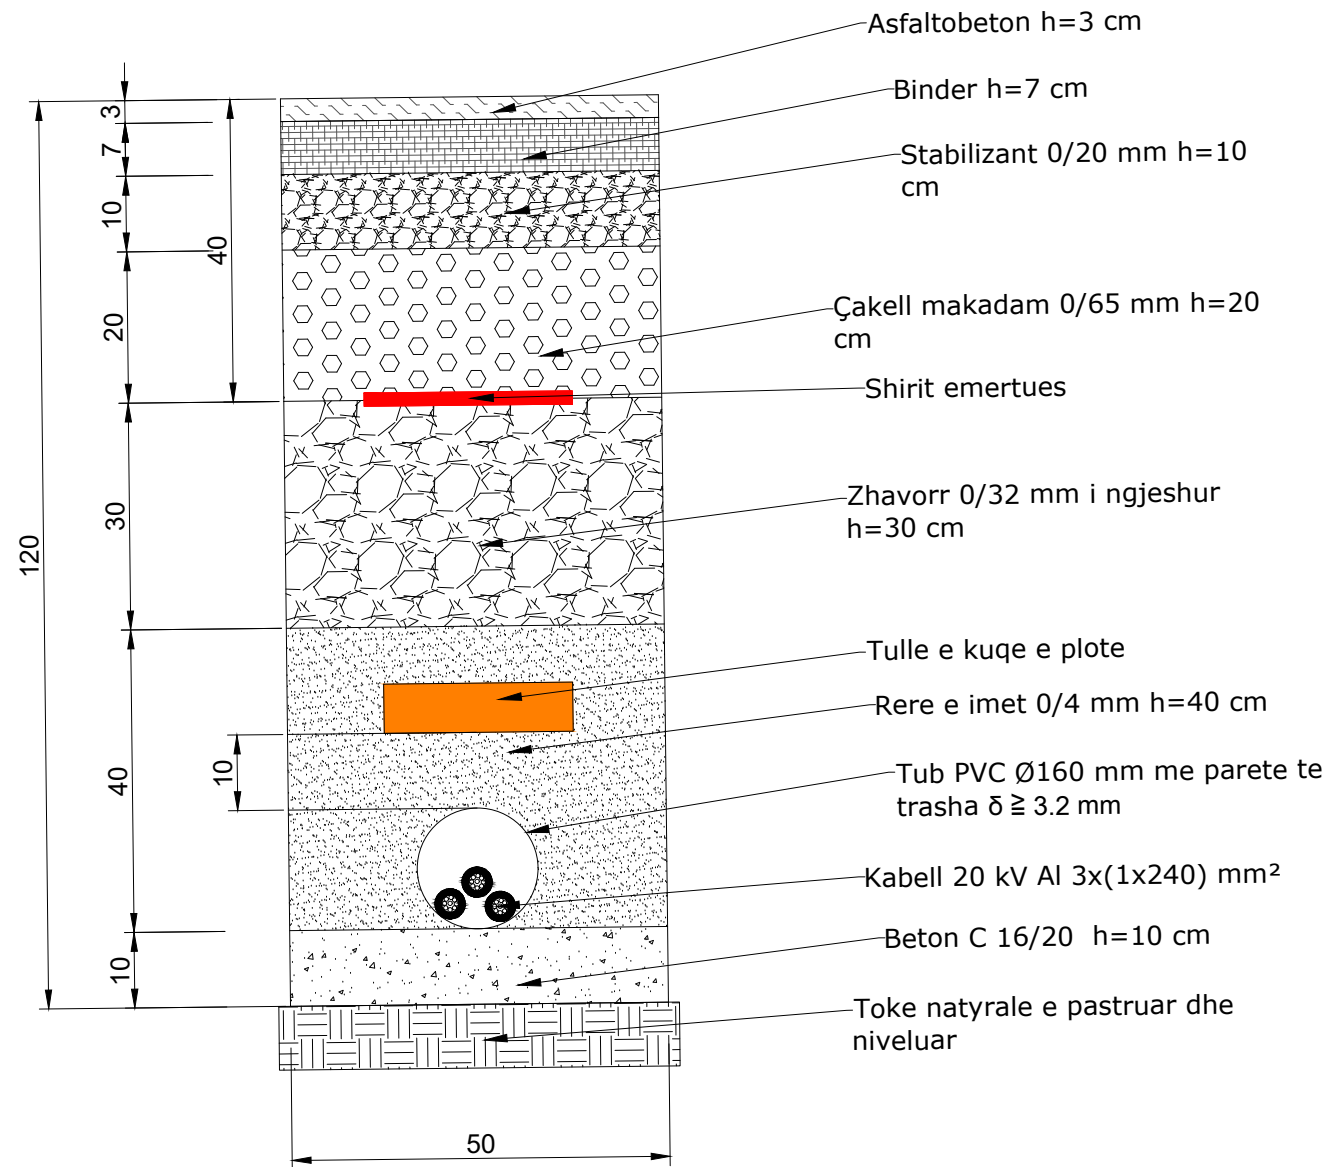 Asfaltobeton h=3 cm
Binder h=7 cm
Stabilizant 0/20 mm h=10
cm
Çakell makadam 0/65 mm h=20
cm
Shirit emertues
Zhavorr 0/32 mm i ngjeshur
h=30 cm
Tulle e kuqe e plote
Rere e imet 0/4 mm h=40 cm
Tub PVC Ø160 mm me parete te
trasha δ ≧ 3.2 mm
Kabell 20 kV Al 3x(1x240) mm²
Beton C 16/20  h=10 cm
Toke natyrale e pastruar dhe
niveluar
3
7
10
20
40
30
120
40
10
10
50